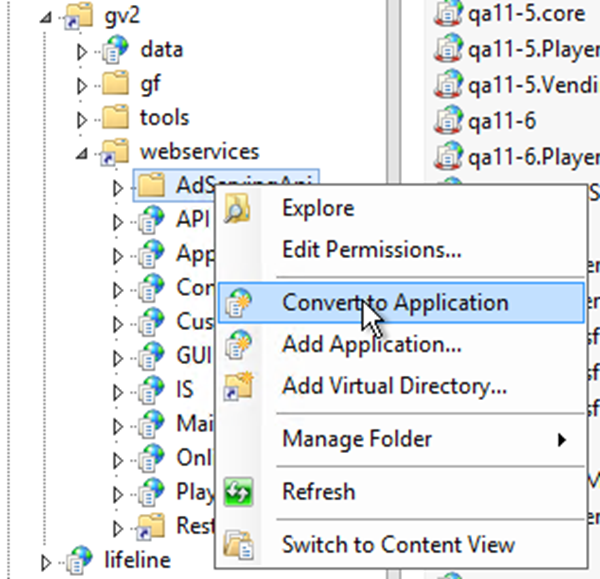 gv2
data
gf
tools
webservices
AdServingApi
API
App
Cor
Cus
GUI
IS
Mai
Onl
Play
Rest
lifeline
Explore
Edit Permissions...
Convert to Application
Add Application...
Add Virtual Directory...
Manage Folder
Refresh
Switch to Content View
qa11-5.core
qa11-5.Player
qa11-5.Vendi
qa11-6
qa11-6.Player